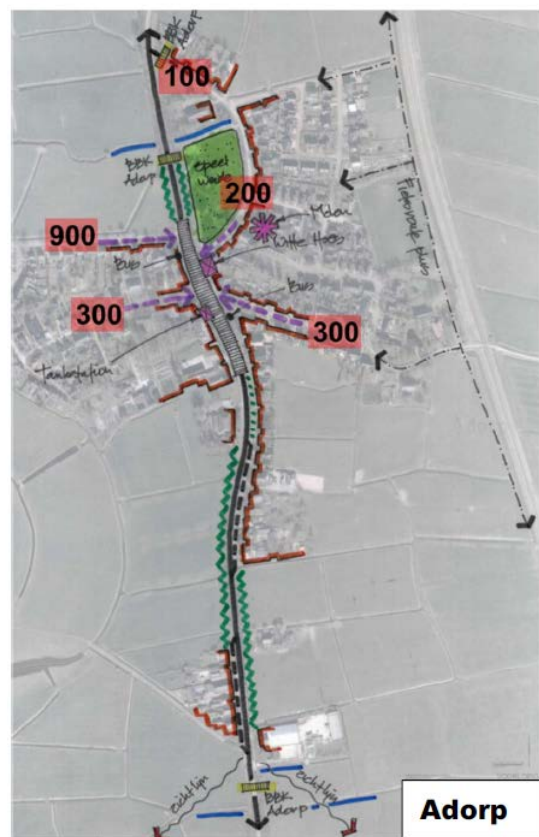 BBK
Adorp
100
BBK
Adorp
Speel
weide
200
Molen
Witte Hoes
900
Bus
Bus
300
300
Tankstation
Fietsroute plus
zichtlijn
zichtlijn
BBK
Adorp
Adorp